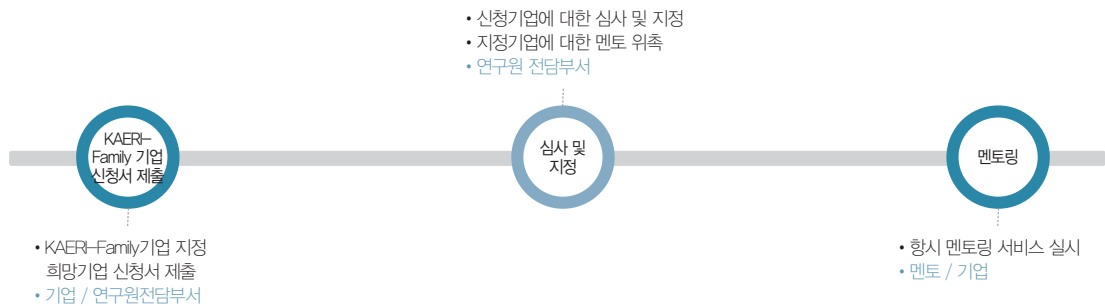 • 신청기업에 대한 심사 및 지정
• 지정기업에 대한 멘토 위촉
• 연구원 전담부서
KAERI-
Family 기업
신청서 제출
심사 및
지정
멘토링
• KAERI-Family기업 지정
희망기업 신청서 제출
• 기업 / 연구원전담부서
• 항시 멘토링 서비스 실시
• 멘토 / 기업